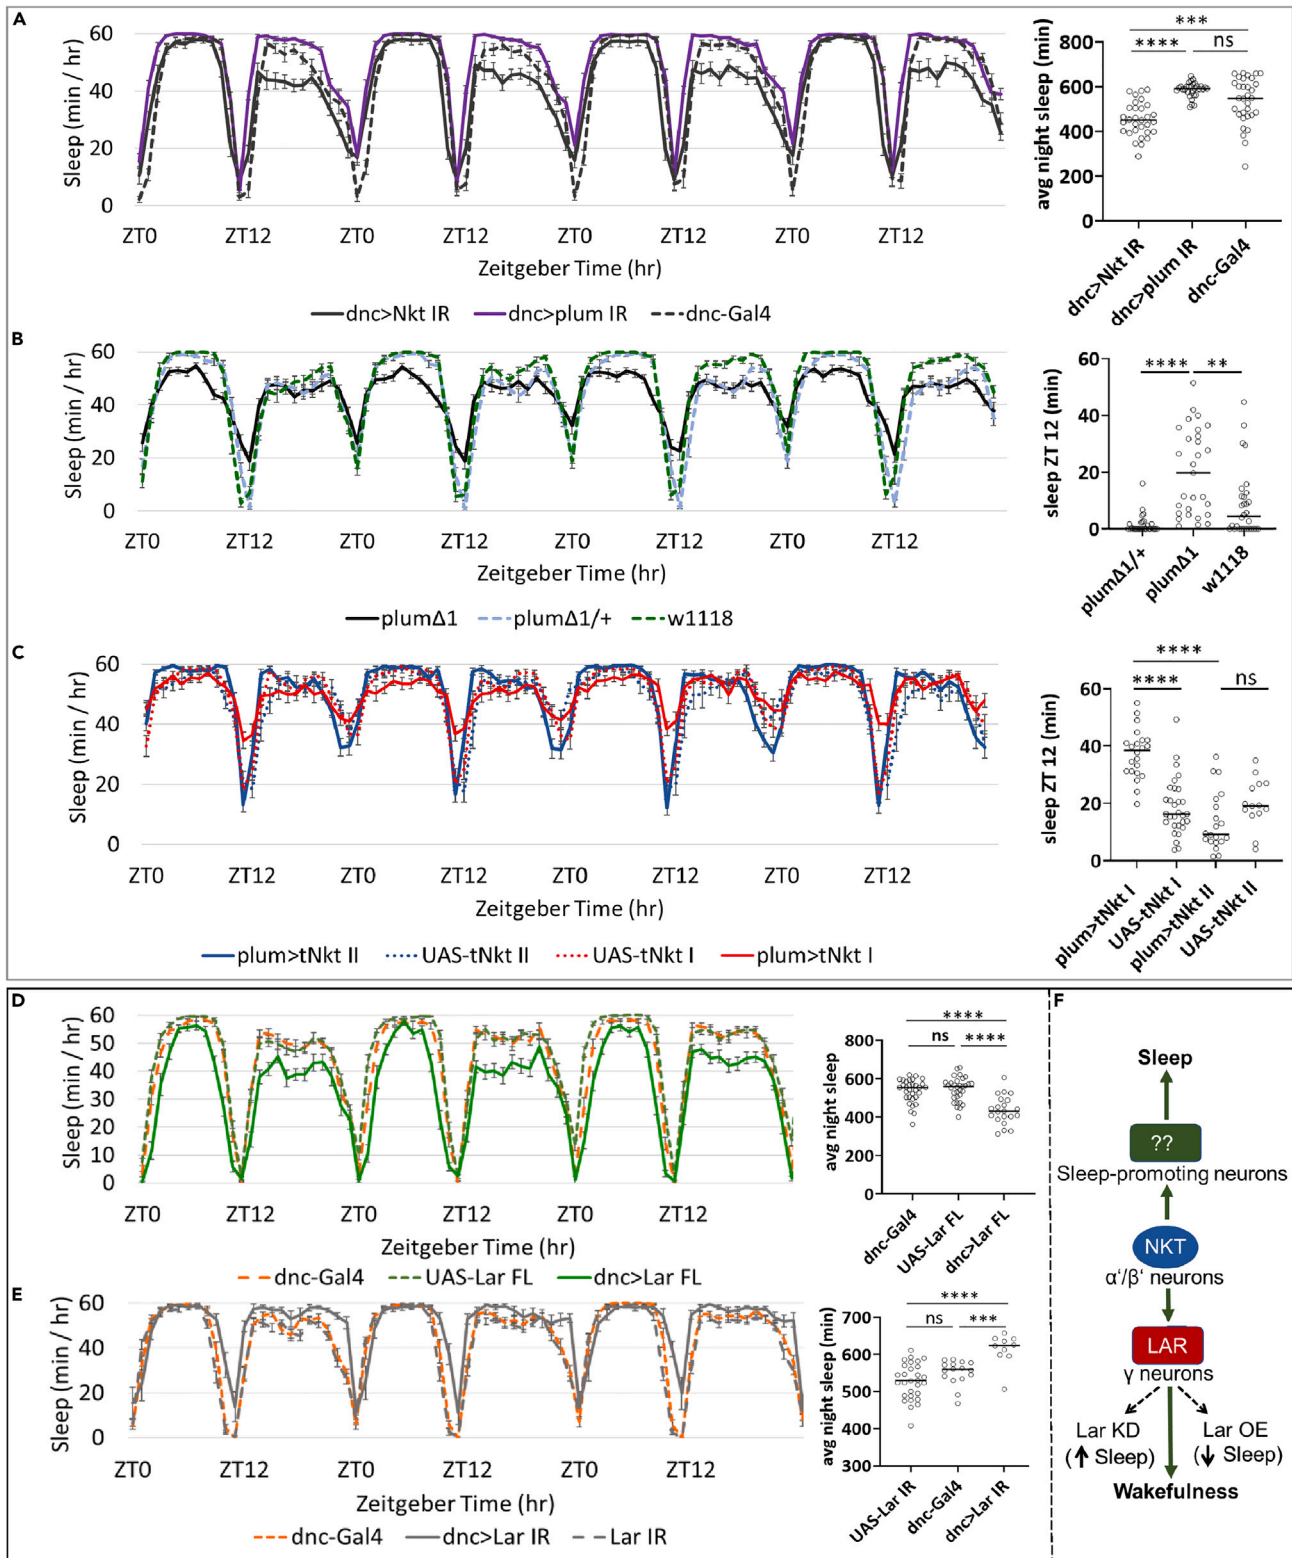 A
Sleep (min / hr)
60
40
20
0
ZT0 ZT12 ZT0 ZT12 ZT0 ZT12 ZT0 ZT12
Zeitgeber Time (hr)
dnc>Nkt IR dnc>plum IR dnc-Gal4
avg night sleep (min)
***
**** ns
800
600
400
200
0
dnc>Nkt IR dnc>plum IR dnc-Gal4
B
Sleep (min / hr)
60
40
20
0
ZT0 ZT12 ZT0 ZT12 ZT0 ZT12 ZT0 ZT12
Zeitgeber Time (hr)
plumΔ1 plumΔ1/+ w1118
sleep ZT 12 (min)
**** **
60
40
20
0
plumΔ1/+ plumΔ1 w1118
C
Sleep (min / hr)
60
40
20
0
ZT0 ZT12 ZT0 ZT12 ZT0 ZT12 ZT0 ZT12
Zeitgeber Time (hr)
plum>tNkt II UAS-tNkt II UAS-tNkt I plum>tNkt I
sleep ZT 12 (min)
****
**** ns
60
40
20
0
plum>tNkt I UAS-tNkt I plum>tNkt II UAS-tNkt II
D
Sleep (min / hr)
60
50
40
30
20
10
0
ZT0 ZT12 ZT0 ZT12 ZT0 ZT12
Zeitgeber Time (hr)
dnc-Gal4 UAS-Lar FL dnc>Lar FL
avg night sleep
****
ns ****
800
600
400
200
0
dnc-Gal4 UAS-Lar FL dnc>Lar FL
E
Sleep (min / hr)
60
40
20
0
ZT0 ZT12 ZT0 ZT12 ZT0 ZT12
Zeitgeber Time (hr)
dnc-Gal4 dnc>Lar IR Lar IR
avg night sleep (min)
****
ns ***
700
600
500
400
300
UAS-Lar IR dnc-Gal4 dnc>Lar IR
F
Sleep
??
Sleep-promoting neurons
NKT
α'/β' neurons
LAR
γ neurons
Lar KD Lar OE
(↑ Sleep) (↓ Sleep)
Wakefulness